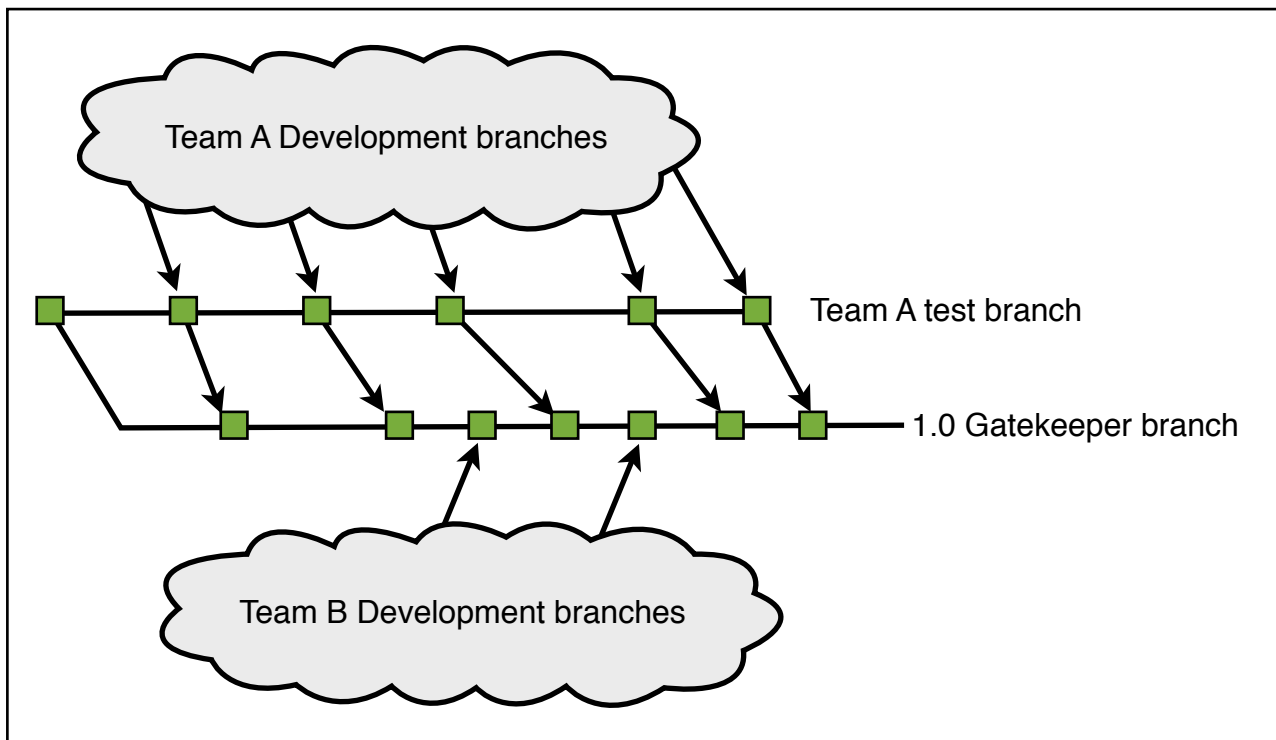 Team A Development branches
Team A test branch
1.0 Gatekeeper branch
Team B Development branches